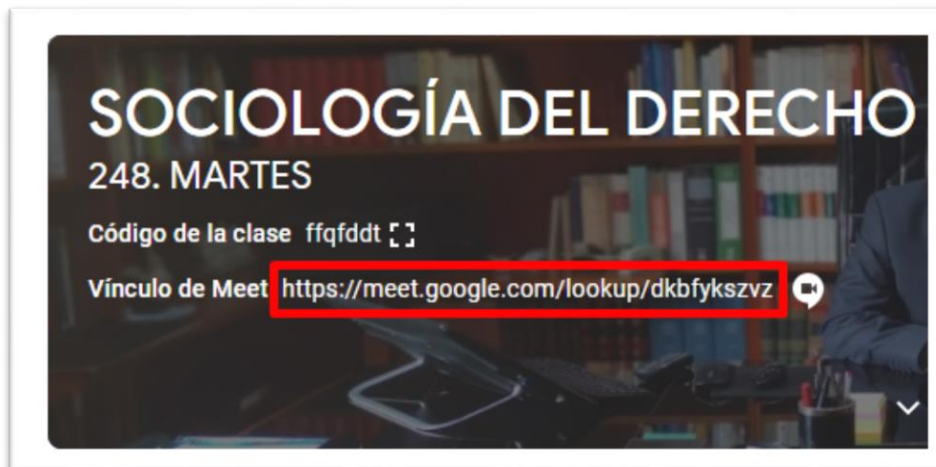 SOCIOLOGÍA DEL DERECHO
248. MARTES
Código de la clase ffqfddt
Vínculo de Meet https://meet.google.com/lookup/dkbfykszvz